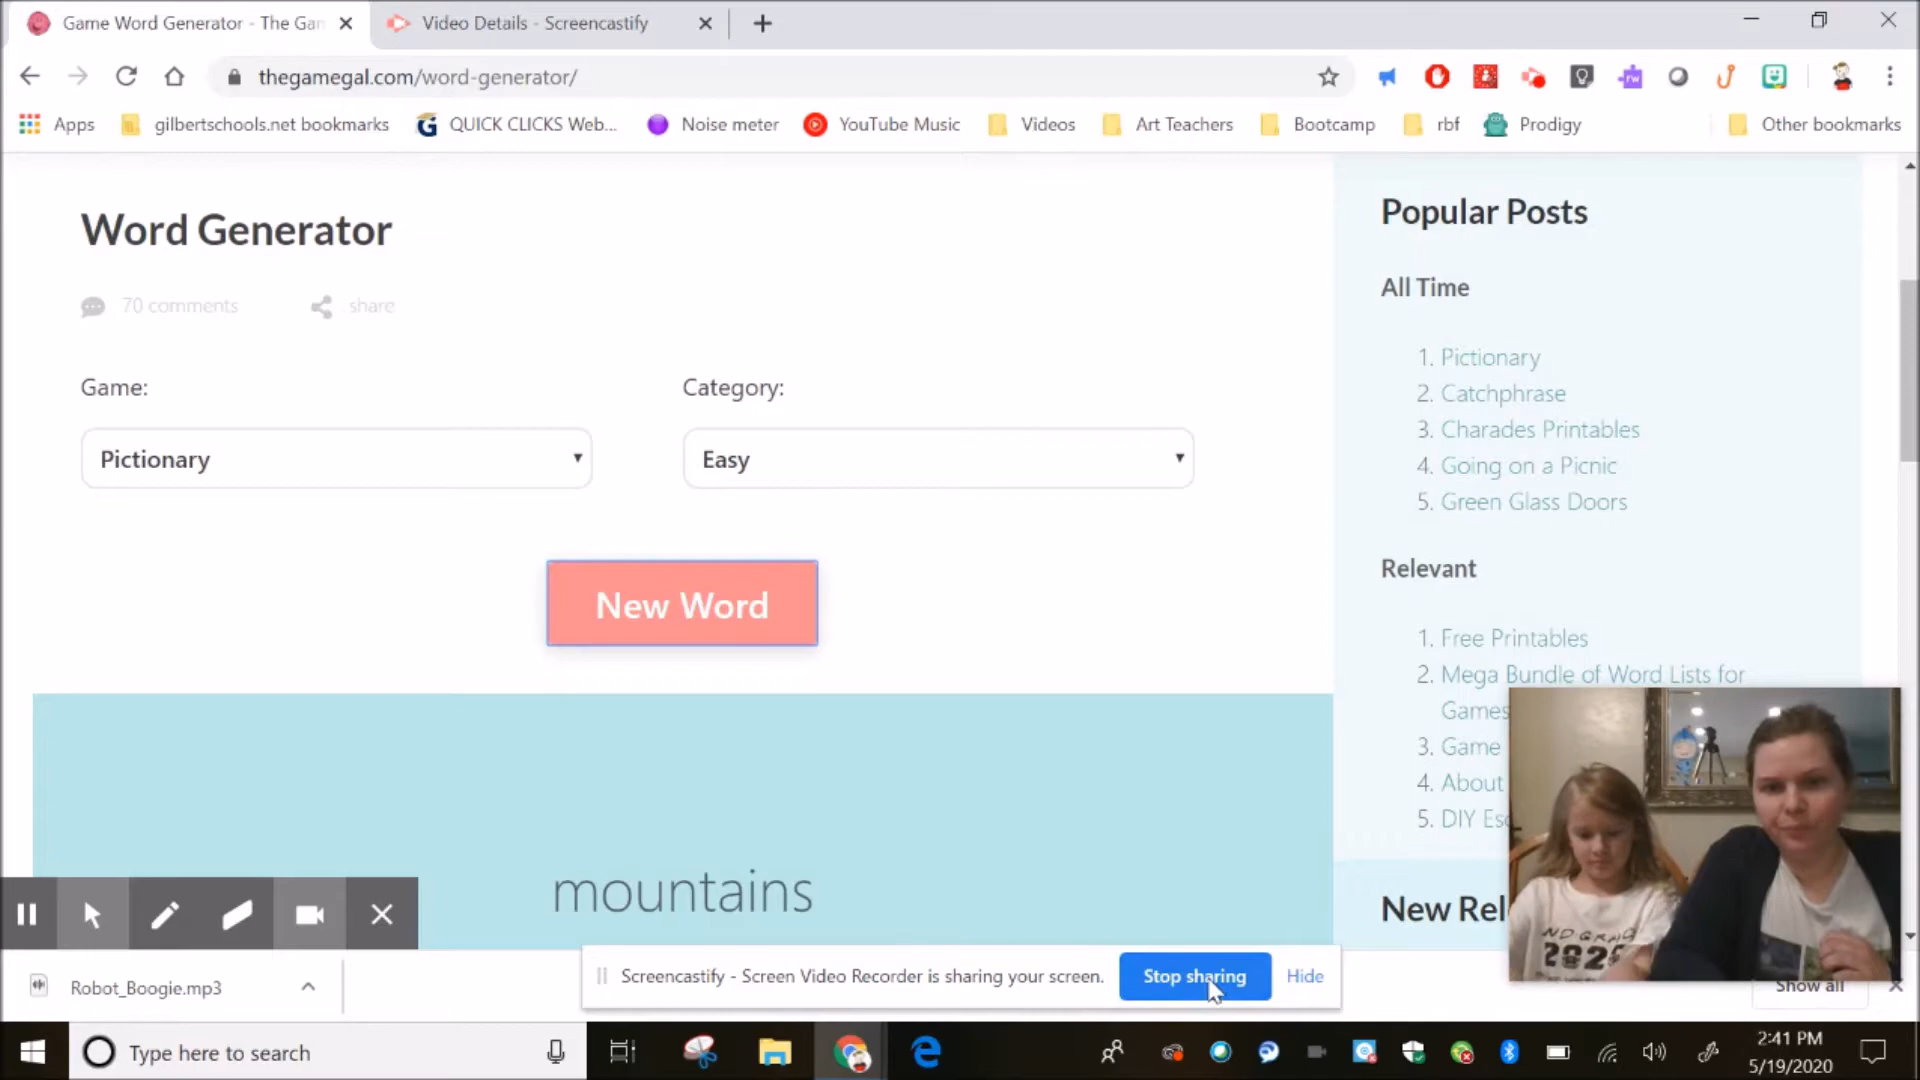 Game Word Generator - The Gan
Video Details - Screencastify
thegamegal.com/word-generator/
Apps
gilbertschools.net bookmarks
QUICK CLICKS Web...
Noise meter
YouTube Music
Videos
Art Teachers
Bootcamp
rbf
Prodigy
Other bookmarks
Word Generator
70 comments
share
Game:
Category:
Pictionary
Easy
New Word
mountains
Popular Posts
All Time
1. Pictionary
2. Catchphrase
3. Charades Printables
4. Going on a Picnic
5. Green Glass Doors
Relevant
1. Free Printables
2. Mega Bundle of Word Lists for
Games
3. Game
4. About
5. DIY Esc
New Rel
2020
Robot_Boogie.mp3
Screencastify - Screen Video Recorder is sharing your screen.
Stop sharing
Hide
Show all
Type here to search
2:41 PM
5/19/2020